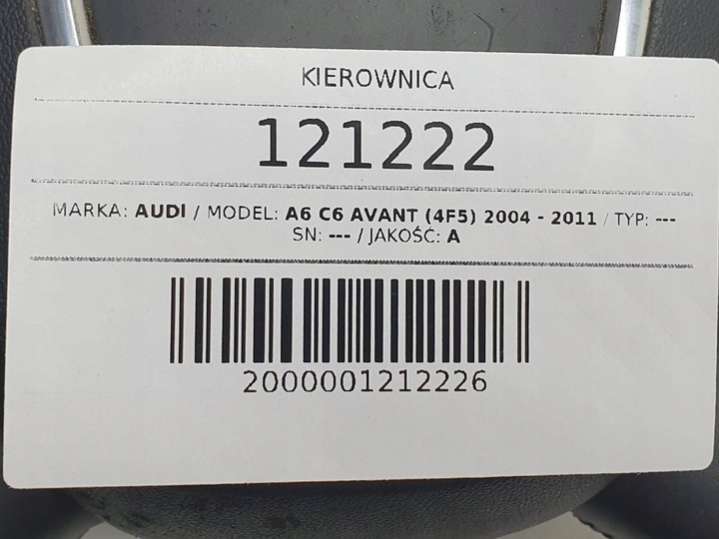 KIEROWNICA
121222
MARKA: AUDI / MODEL: A6 C6 AVANT (4F5) 2004 - 2011 / TYP: ---
SN: --- / JAKOŚĆ: A
2000001212226